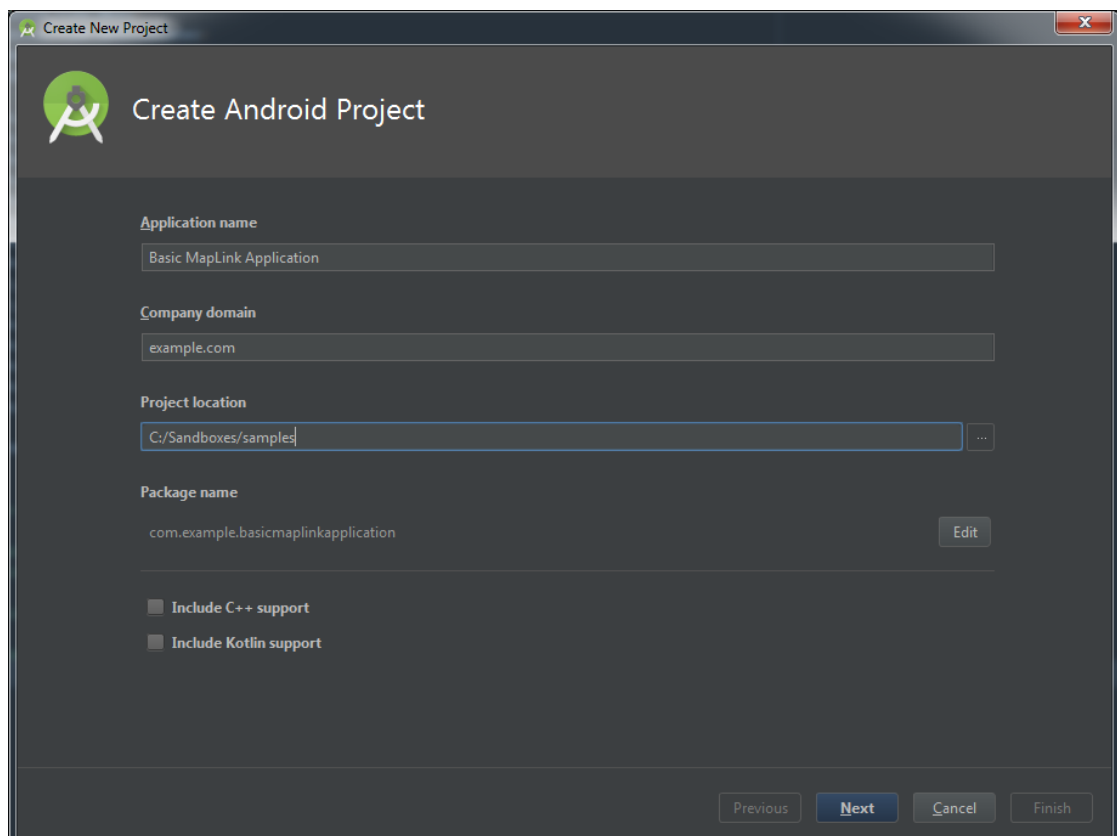 Create New Project
Create Android Project
Application name
Basic MapLink Application
Company domain
example.com
Project location
C:/Sandboxes/samples
...
Package name
com.example.basicmaplinkapplication
Edit
Include C++ support
Include Kotlin support
Previous Next Cancel Finish